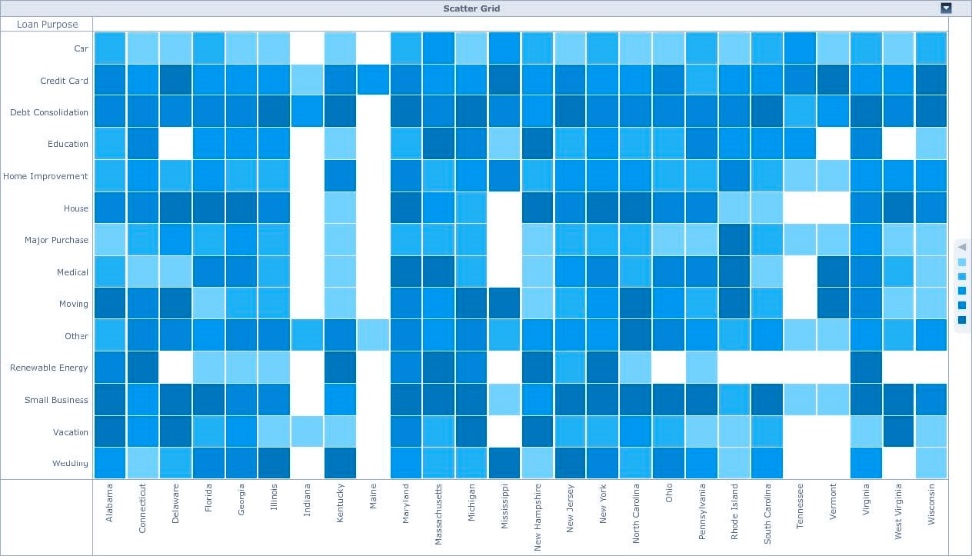 Scatter Grid
Loan Purpose
Car
Credit Card
Debt Consolidation
Education
Home Improvement
House
Major Purchase
Medical
Moving
Other
Renewable Energy
Small Business
Vacation
Wedding
Alabama
Connecticut
Delaware
Florida
Georgia
Illinois
Indiana
Kentucky
Maine
Maryland
Massachusetts
Michigan
Mississippi
New Hampshire
New Jersey
New York
North Carolina
Ohio
Pennsylvania
Rhode Island
South Carolina
Tennessee
Vermont
Virginia
West Virginia
Wisconsin